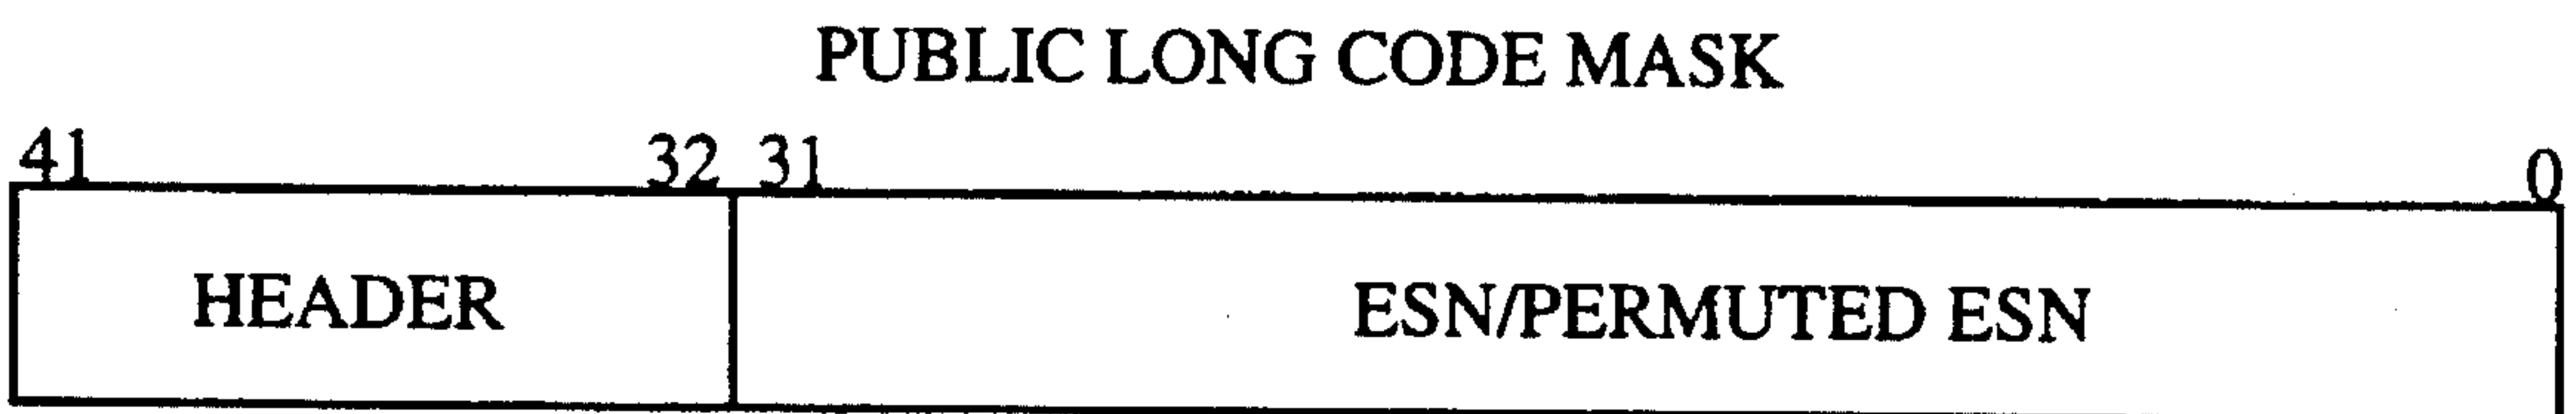 PUBLIC LONG CODE MASK
41 32 31 0
HEADER ESN/PERMUTED ESN